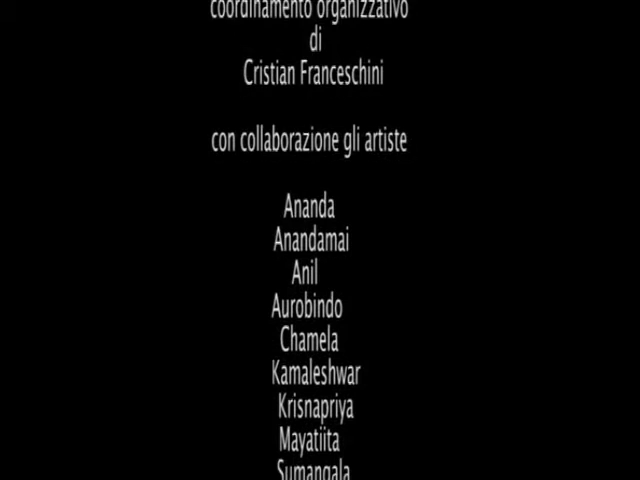 coordinamento organizzativo
di
Cristian Franceschini
con collaborazione gli artiste
Ananda
Anandamai
Anil
Aurobindo
Chamela
Kamaleshwar
Krisnapriya
Mayatiita
Sumangala